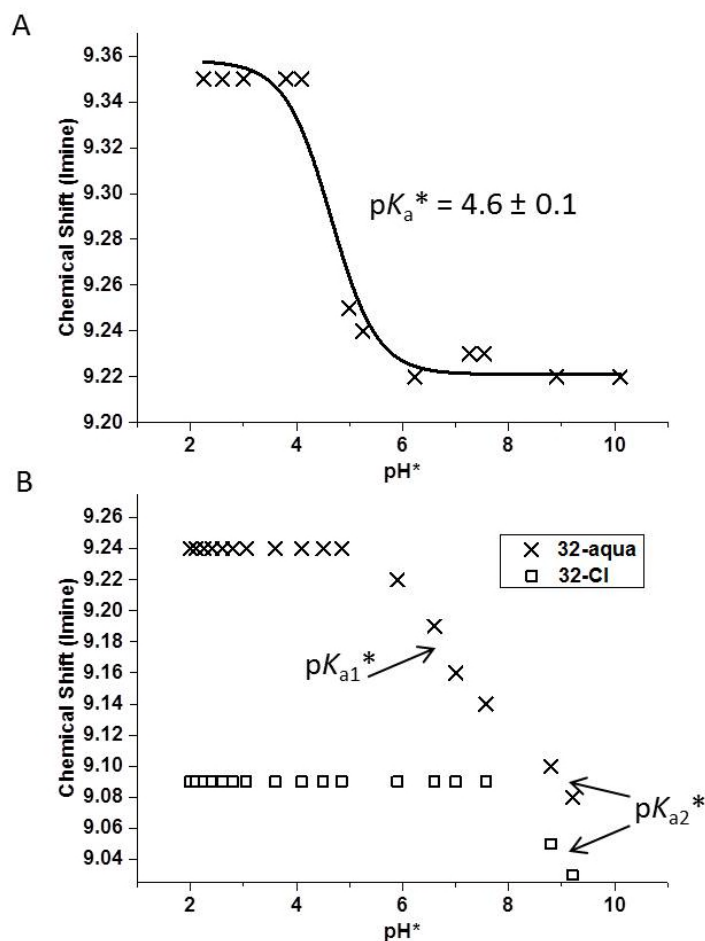 A
9.36
9.34
9.32
9.30
9.28
9.26
9.24
9.22
9.20
Chemical Shift (Imine)
pKa* = 4.6 ± 0.1
2 4 6 8 10
pH*
B
9.26
9.24
9.22
9.20
9.18
9.16
9.14
9.12
9.10
9.08
9.06
9.04
Chemical Shift (Imine)
32-aqua
32-Cl
pKa1*
pKa2*
2 4 6 8 10
pH*